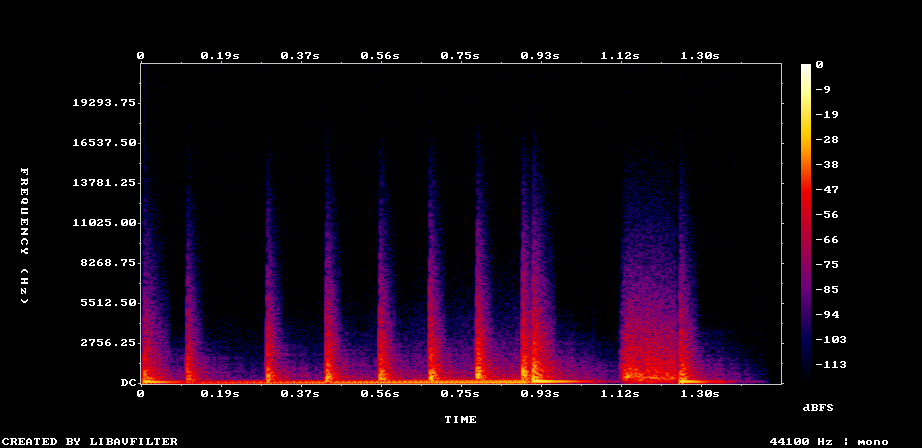 0 0.19s 0.37s 0.56s 0.75s 0.93s 1.12s 1.30s
0
-9
-19
-28
-38
-47
-56
-66
-75
-85
-94
-103
-113
dBFS
19293.75
16537.50
13781.25
11025.00
8268.75
5512.50
2756.25
DC
FREQUENCY (HZ)
0 0.19s 0.37s 0.56s 0.75s 0.93s 1.12s 1.30s
TIME
CREATED BY LIBAVFILTER
44100 Hz | mono